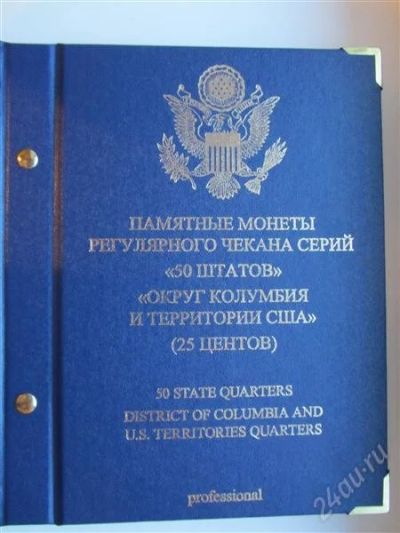 ПАМЯТНЫЕ МОНЕТЫ
РЕГУЛЯРНОГО ЧЕКАНА СЕРИЙ
«50 ШТАТОВ»
«ОКРУГ КОЛУМБИЯ
И ТЕРРИТОРИИ США»
(25 ЦЕНТОВ)
50 STATE QUARTERS
DISTRICT OF COLUMBIA AND
U.S. TERRITORIES QUARTERS
professional
24au.ru